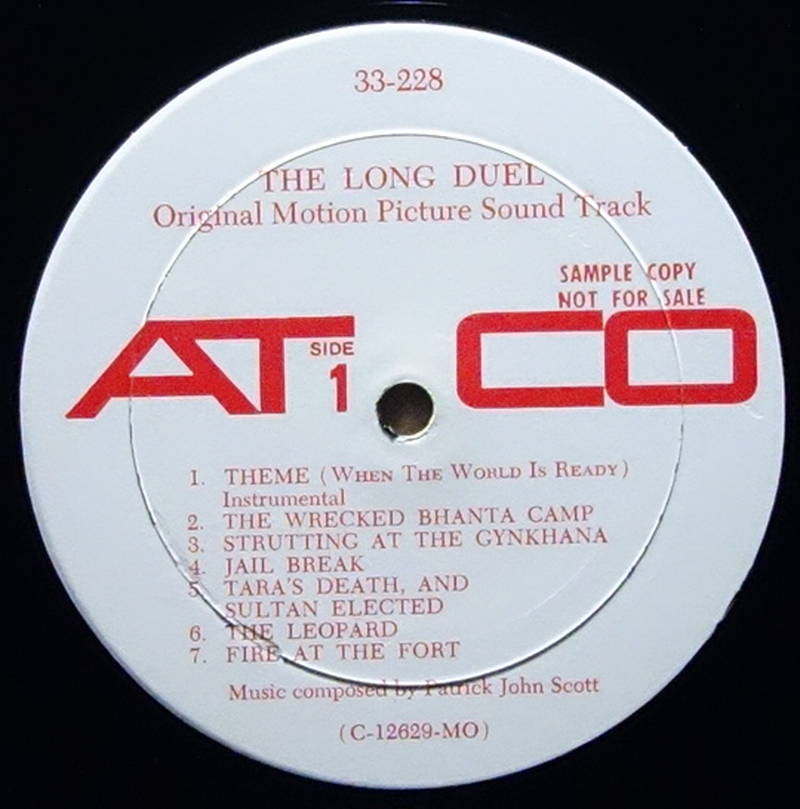 33-228
THE LONG DUEL
Original Motion Picture Sound Track
SAMPLE COPY
NOT FOR SALE
ATCO
SIDE
1
1. THEME (WHEN THE WORLD IS READY)
Instrumental
2. THE WRECKED BHANTA CAMP
3. STRUTTING AT THE GYNKHANA
4. JAIL BREAK
5. TARA'S DEATH, AND
SULTAN ELECTED
6. THE LEOPARD
7. FIRE AT THE FORT
Music composed by Patrick John Scott
(C-12629-MO)